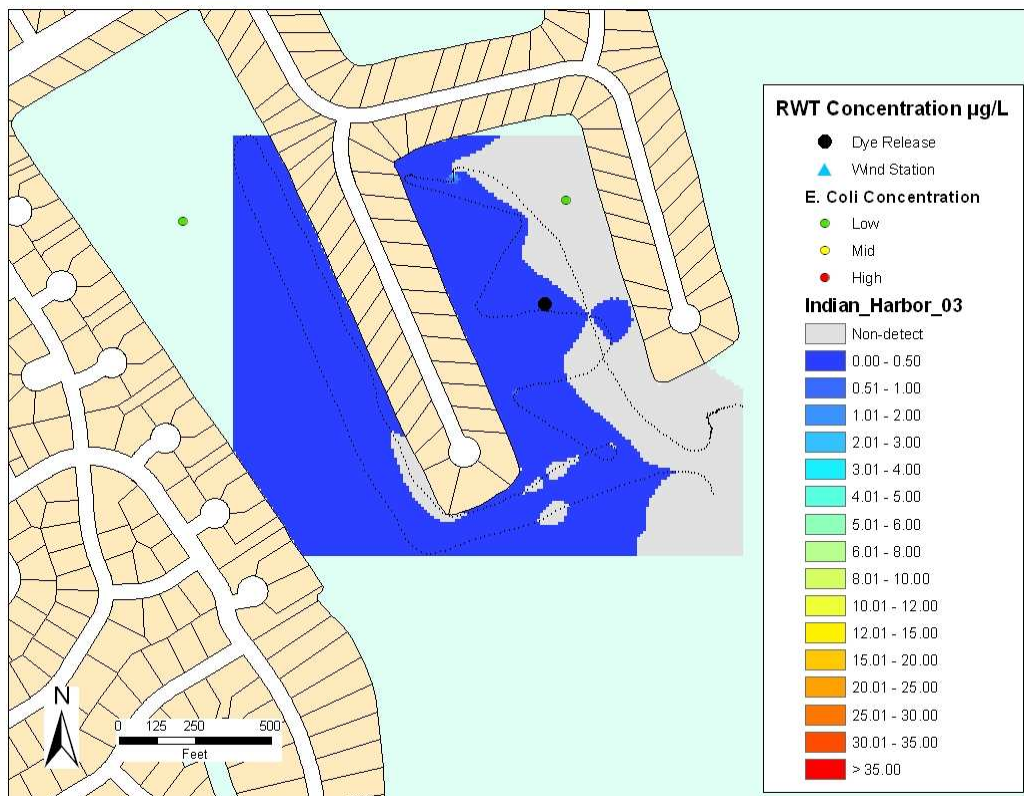 RWT Concentration µg/L
Dye Release
Wind Station
E. Coli Concentration
Low
Mid
High
Indian_Harbor_03
Non-detect
0.00 - 0.50
0.51 - 1.00
1.01 - 2.00
2.01 - 3.00
3.01 - 4.00
4.01 - 5.00
5.01 - 6.00
6.01 - 8.00
8.01 - 10.00
10.01 - 12.00
12.01 - 15.00
15.01 - 20.00
20.01 - 25.00
25.01 - 30.00
30.01 - 35.00
> 35.00
N
0 125 250 500
Feet